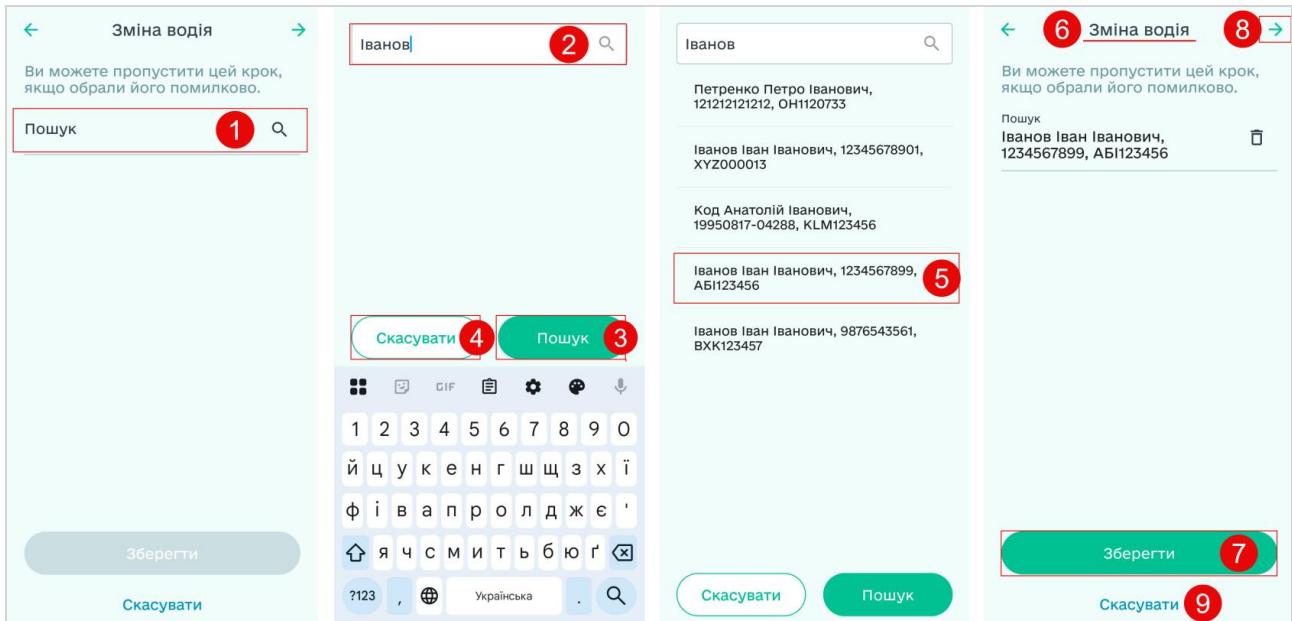 ← Зміна водія →
Ви можете пропустити цей крок,
якщо обрали його помилково.
Пошук 1
Зберегти
Скасувати
Іванов 2
Скасувати 4 Пошук 3
GIF
1 2 3 4 5 6 7 8 9 0
й ц у к е н г ш щ з х ї
ф і в а п р о л д ж є '
я ч с м и т ь б ю ґ
?123 , Українська .
Іванов
Петренко Петро Іванович,
121212121212, ОН1120733
Іванов Іван Іванович, 12345678901,
XYZ000013
Код Анатолій Іванович,
19950817-04288, KLM123456
Іванов Іван Іванович, 1234567899,
АБІ123456 5
Іванов Іван Іванович, 9876543561,
ВХК123457
Скасувати Пошук
← 6 Зміна водія 8 →
Ви можете пропустити цей крок,
якщо обрали його помилково.
Пошук
Іванов Іван Іванович,
1234567899, АБІ123456
Зберегти 7
Скасувати 9